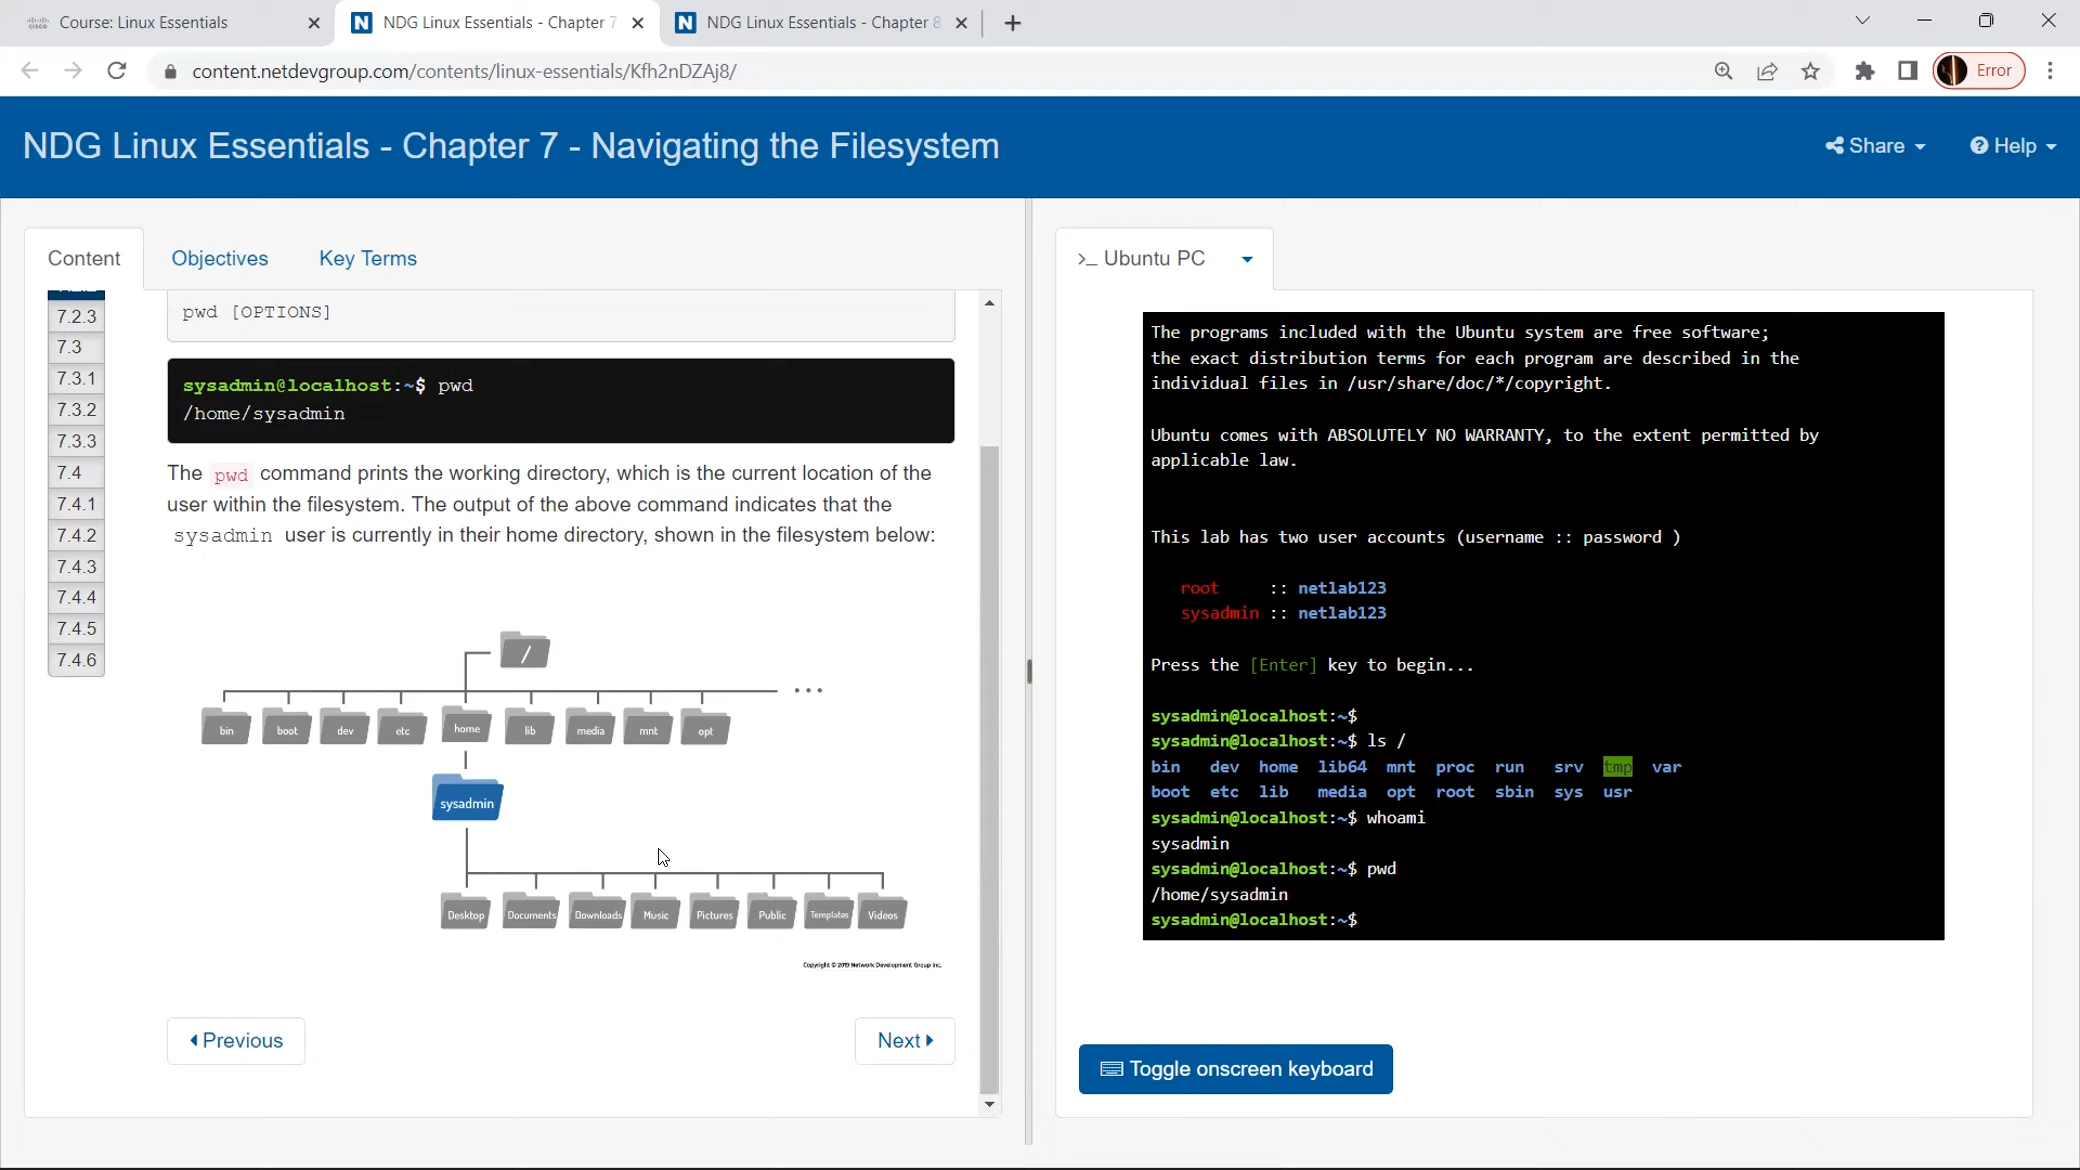 Course: Linux Essentials
NDG Linux Essentials - Chapter 7
NDG Linux Essentials - Chapter 8
content.netdevgroup.com/contents/linux-essentials/Kfh2nDZAj8/
Error
NDG Linux Essentials - Chapter 7 - Navigating the Filesystem
Share
Help
Content
Objectives
Key Terms
7.2.3
7.3
7.3.1
7.3.2
7.3.3
7.4
7.4.1
7.4.2
7.4.3
7.4.4
7.4.5
7.4.6
pwd [OPTIONS]
sysadmin@localhost:~$ pwd
/home/sysadmin
The pwd command prints the working directory, which is the current location of the
user within the filesystem. The output of the above command indicates that the
sysadmin user is currently in their home directory, shown in the filesystem below:
/
...
bin boot dev etc home lib media mnt opt
sysadmin
Desktop Documents Downloads Music Pictures Public Templates Videos
Copyright © 2019 Network Development Group Inc.
Previous
Next
>_ Ubuntu PC
The programs included with the Ubuntu system are free software;
the exact distribution terms for each program are described in the
individual files in /usr/share/doc/*/copyright.
Ubuntu comes with ABSOLUTELY NO WARRANTY, to the extent permitted by
applicable law.
This lab has two user accounts (username :: password )
root :: netlab123
sysadmin :: netlab123
Press the [Enter] key to begin...
sysadmin@localhost:~$
sysadmin@localhost:~$ ls /
bin dev home lib64 mnt proc run srv tmp var
boot etc lib media opt root sbin sys usr
sysadmin@localhost:~$ whoami
sysadmin
sysadmin@localhost:~$ pwd
/home/sysadmin
sysadmin@localhost:~$
Toggle onscreen keyboard